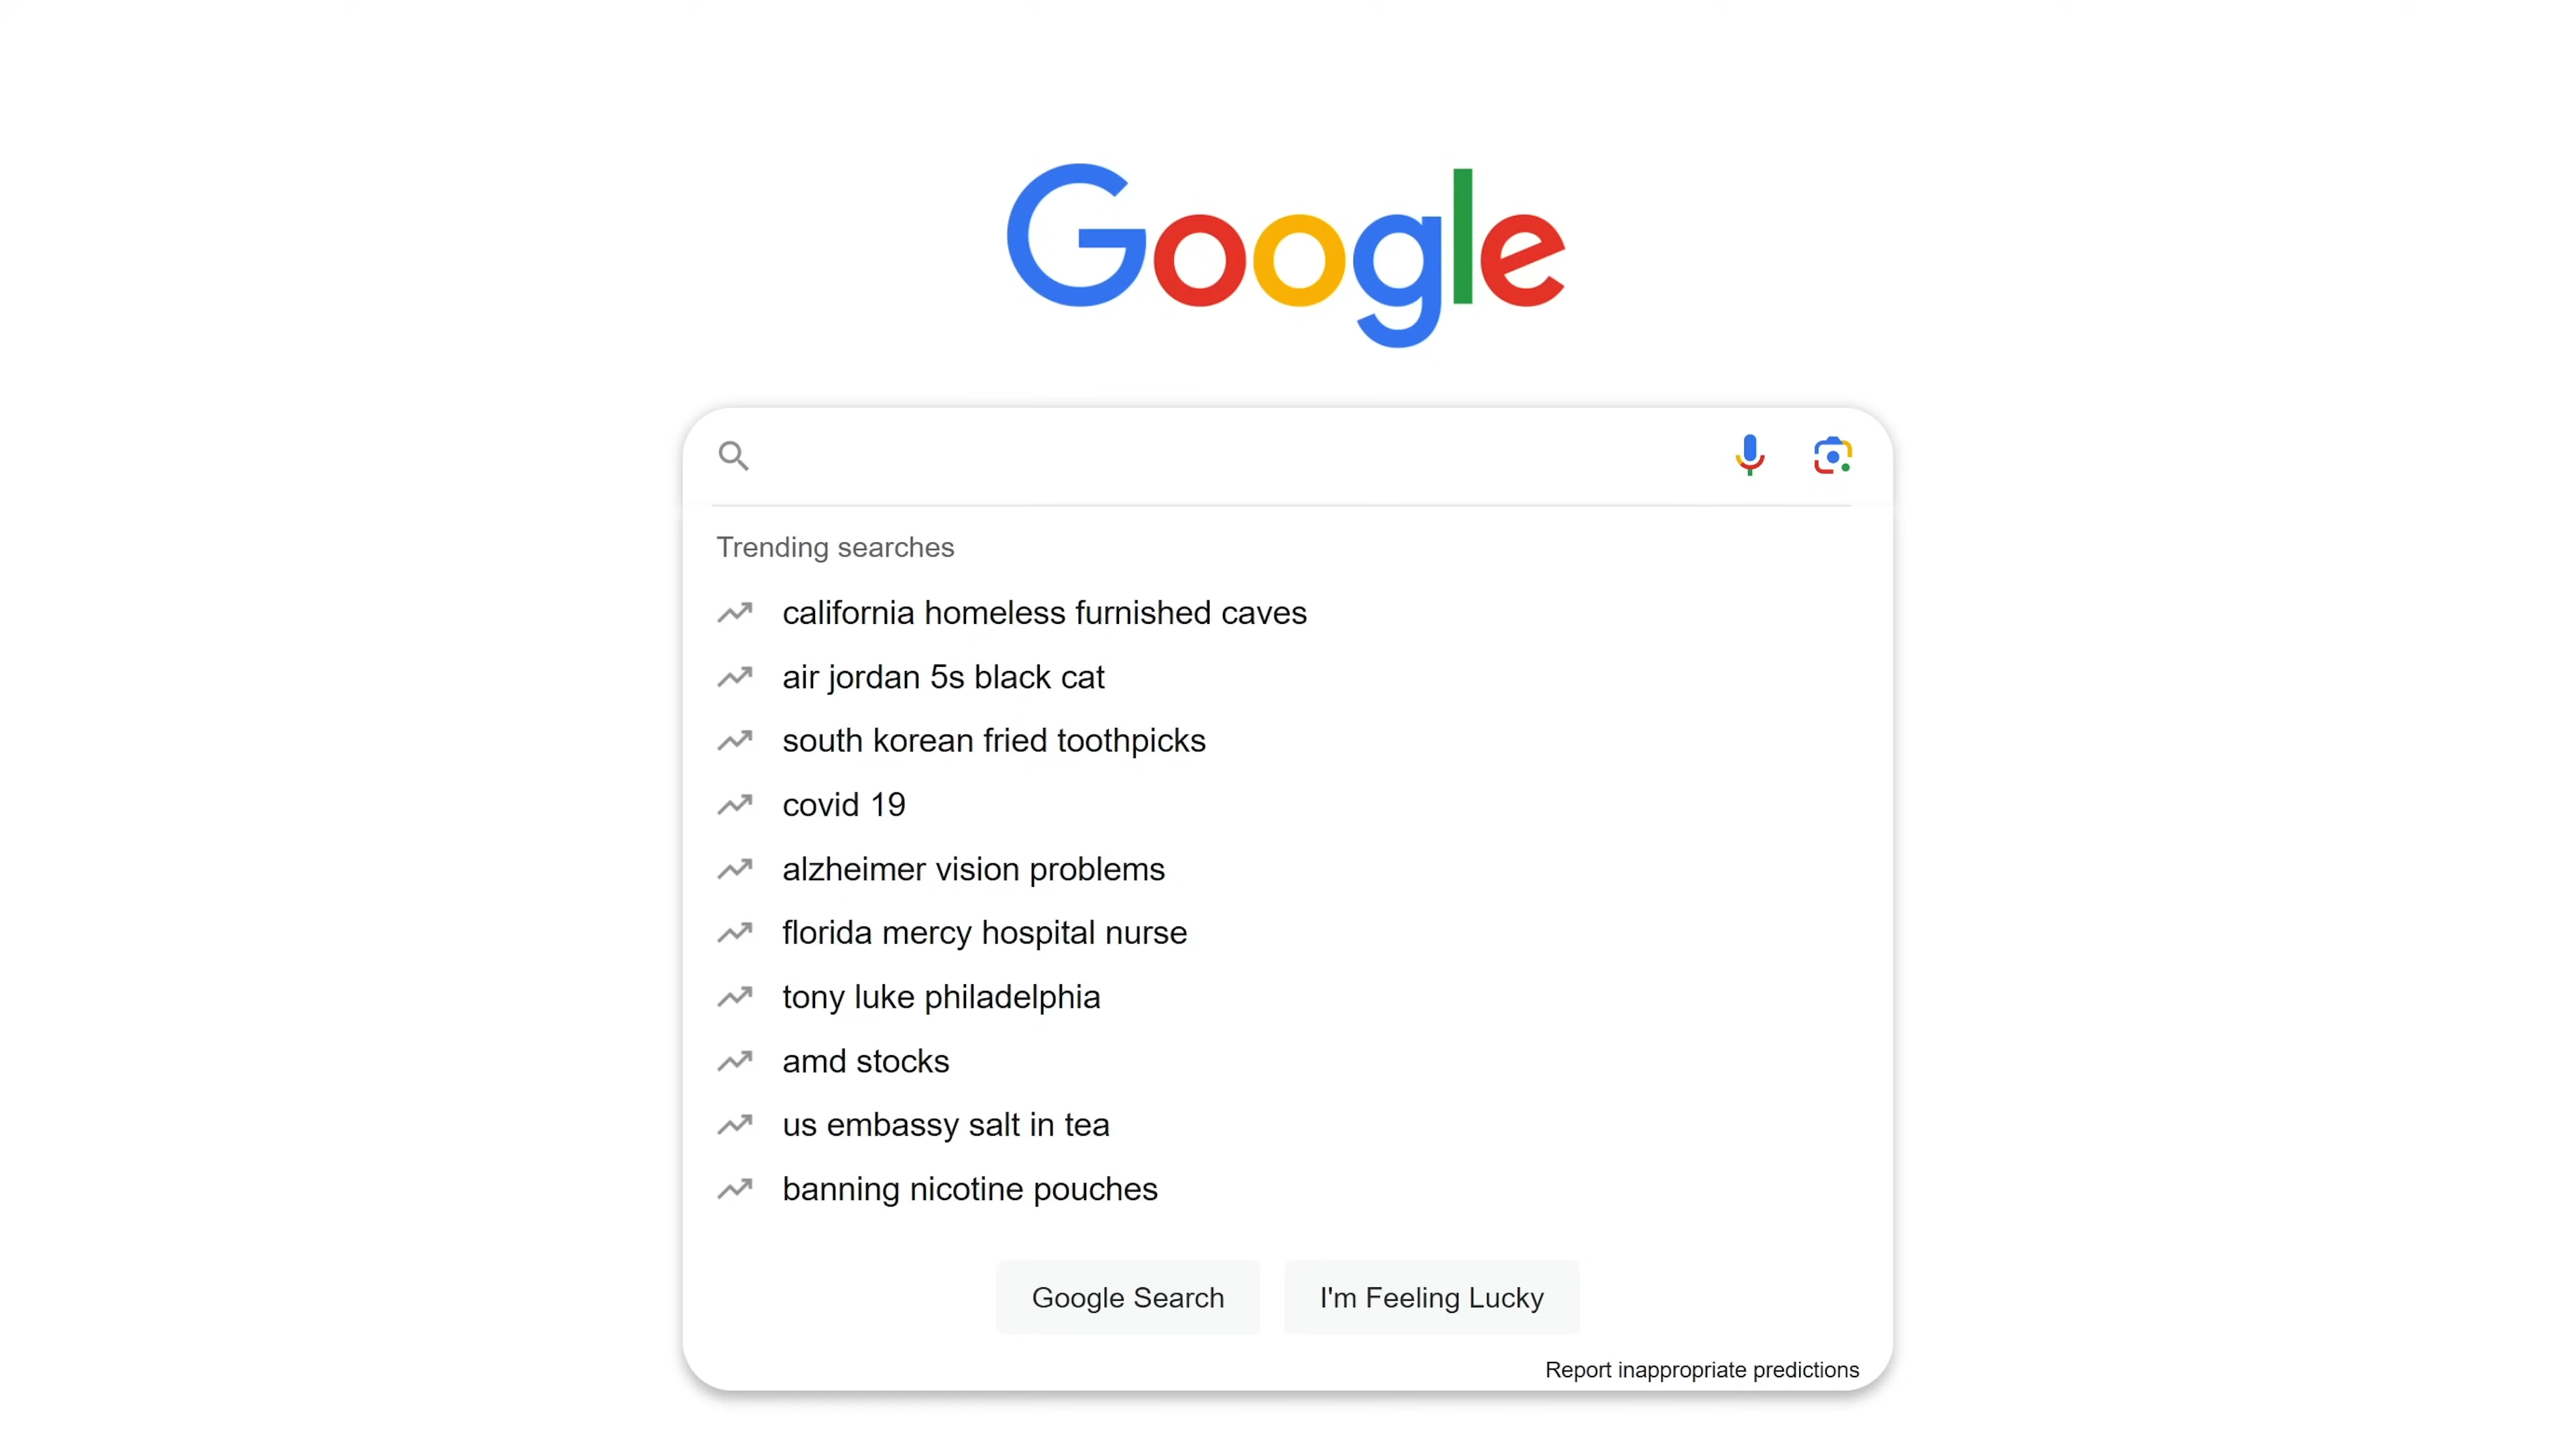 Google
Trending searches
california homeless furnished caves
air jordan 5s black cat
south korean fried toothpicks
covid 19
alzheimer vision problems
florida mercy hospital nurse
tony luke philadelphia
amd stocks
us embassy salt in tea
banning nicotine pouches
Google Search
I'm Feeling Lucky
Report inappropriate predictions